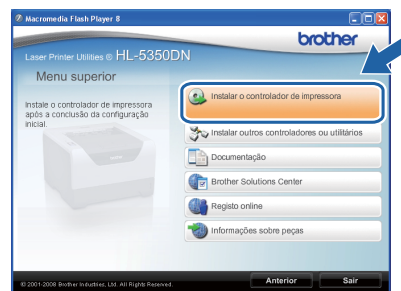 Macromedia Flash Player 8
brother
Laser Printer Utilities © HL-5350DN
Menu superior
Instale o controlador de impressora
após a conclusão da configuração
inicial.
Instalar o controlador de impressora
Instalar outros controladores ou utilitários
Documentação
Brother Solutions Center
Registo online
Informações sobre peças
© 2001-2008 Brother Industries, Ltd. All Rights Reserved.
Anterior
Sair